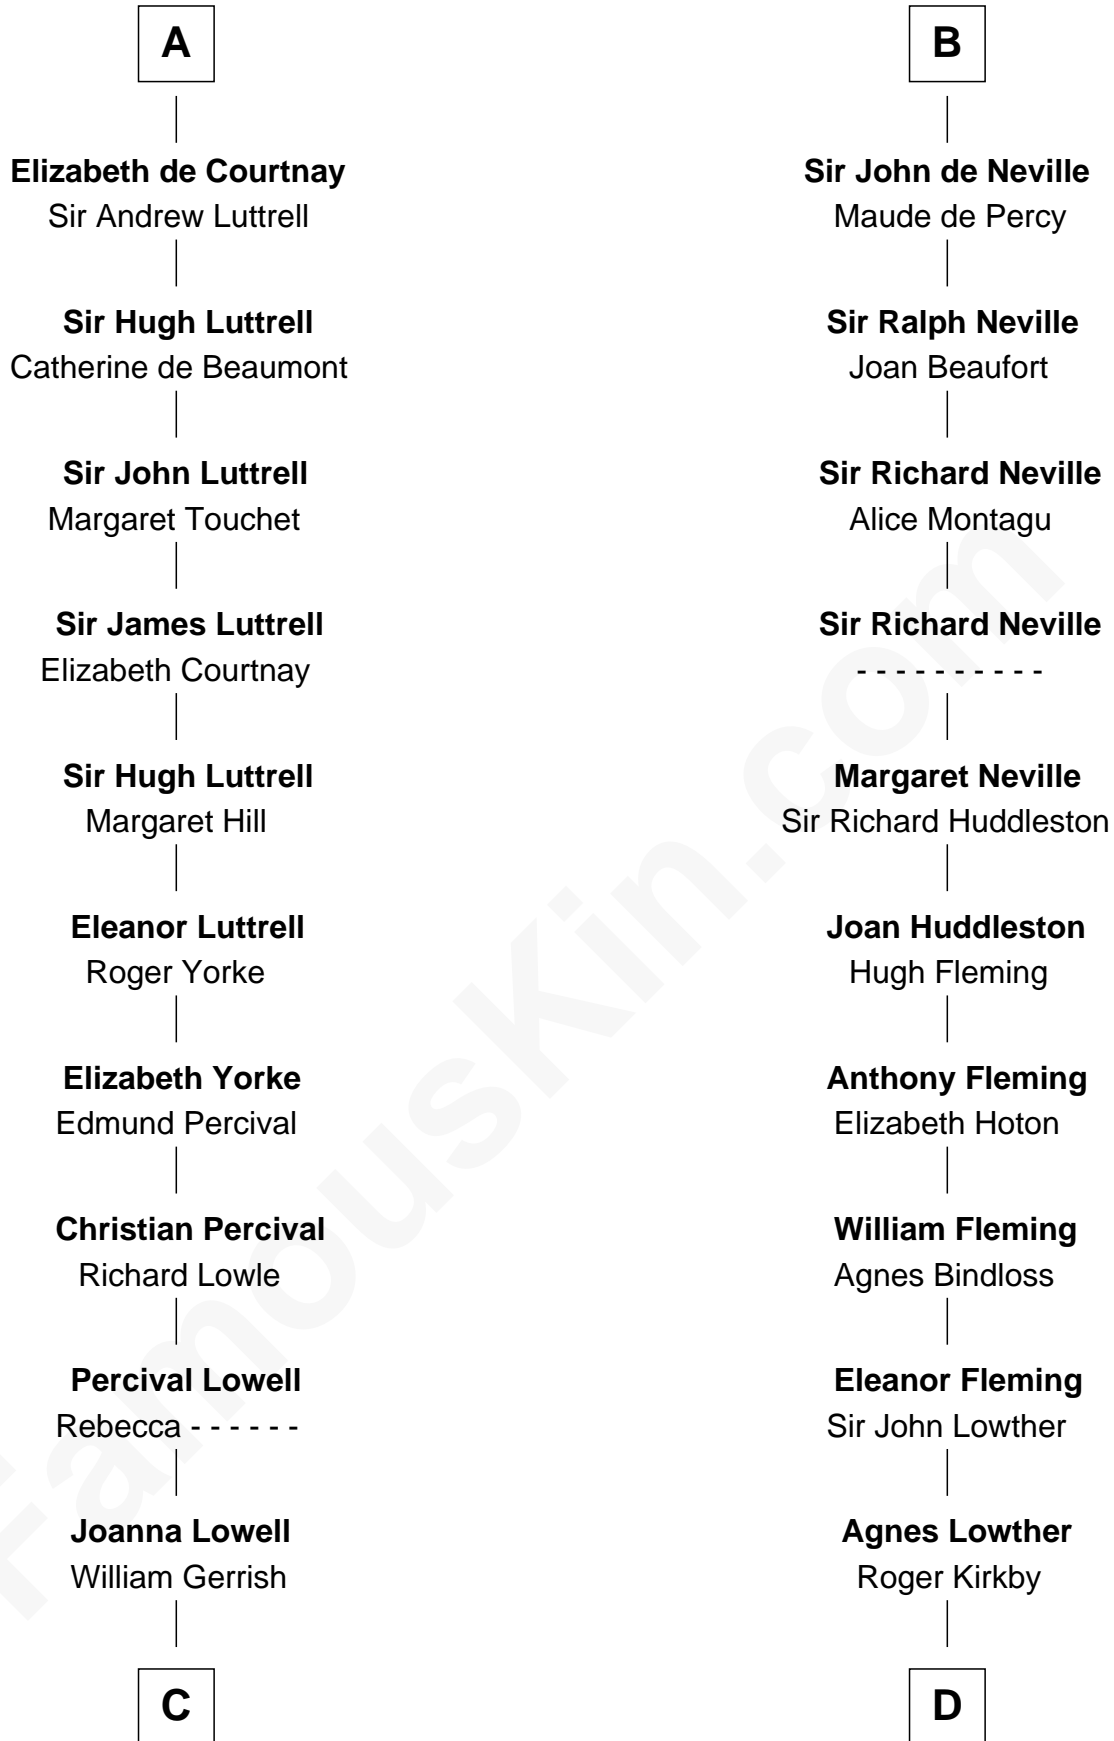 A
Elizabeth de Courtnay
Sir Andrew Luttrell
Sir Hugh Luttrell
Catherine de Beaumont
Sir John Luttrell
Margaret Touchet
Sir James Luttrell
Elizabeth Courtnay
Sir Hugh Luttrell
Margaret Hill
Eleanor Luttrell
Roger Yorke
Elizabeth Yorke
Edmund Percival
Christian Percival
Richard Lowle
Percival Lowell
Rebecca - - - - - -
Joanna Lowell
William Gerrish
C
B
Sir John de Neville
Maude de Percy
Sir Ralph Neville
Joan Beaufort
Sir Richard Neville
Alice Montagu
Sir Richard Neville
- - - - - - - - - -
Margaret Neville
Sir Richard Huddleston
Joan Huddleston
Hugh Fleming
Anthony Fleming
Elizabeth Hoton
William Fleming
Agnes Bindloss
Eleanor Fleming
Sir John Lowther
Agnes Lowther
Roger Kirkby
D
FamousKin.com